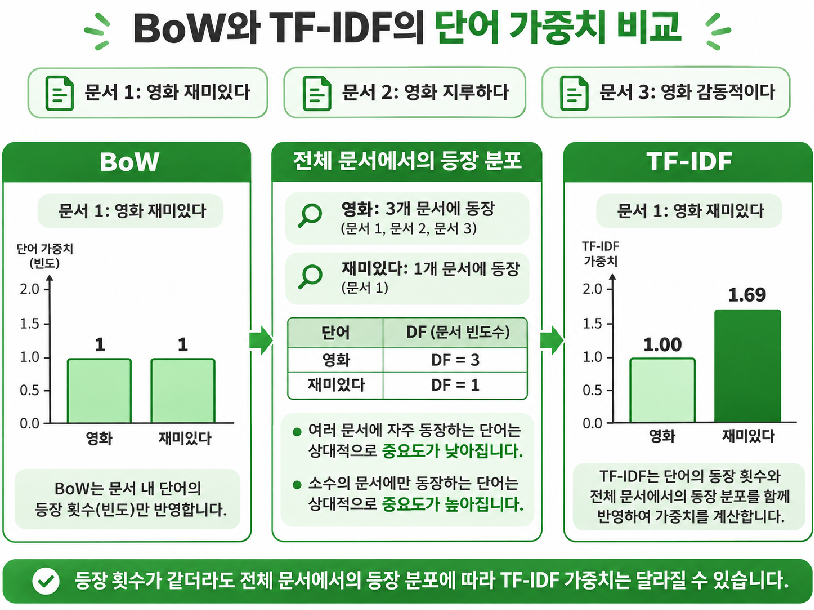 BoW와 TF-IDF의 단어 가중치 비교
문서 1: 영화 재미있다
문서 2: 영화 지루하다
문서 3: 영화 감동적이다
BoW
문서 1: 영화 재미있다
단어 가중치
(빈도)
2.0
1.5
1.0
0.5
0.0
1
1
영화
재미있다
BoW는 문서 내 단어의
등장 횟수(빈도)만 반영합니다.
전체 문서에서의 등장 분포
영화: 3개 문서에 등장
(문서 1, 문서 2, 문서 3)
재미있다: 1개 문서에 등장
(문서 1)
단어 DF (문서 빈도수)
영화 DF = 3
재미있다 DF = 1
여러 문서에 자주 등장하는 단어는
상대적으로 중요도가 낮아집니다.
소수의 문서에만 등장하는 단어는
상대적으로 중요도가 높아집니다.
TF-IDF
문서 1: 영화 재미있다
TF-IDF
가중치
2.0
1.5
1.0
0.5
0.0
1.00
1.69
영화
재미있다
TF-IDF는 단어의 등장 횟수와
전체 문서에서의 등장 분포를 함께
반영하여 가중치를 계산합니다.
등장 횟수가 같더라도 전체 문서에서의 등장 분포에 따라 TF-IDF 가중치는 달라질 수 있습니다.